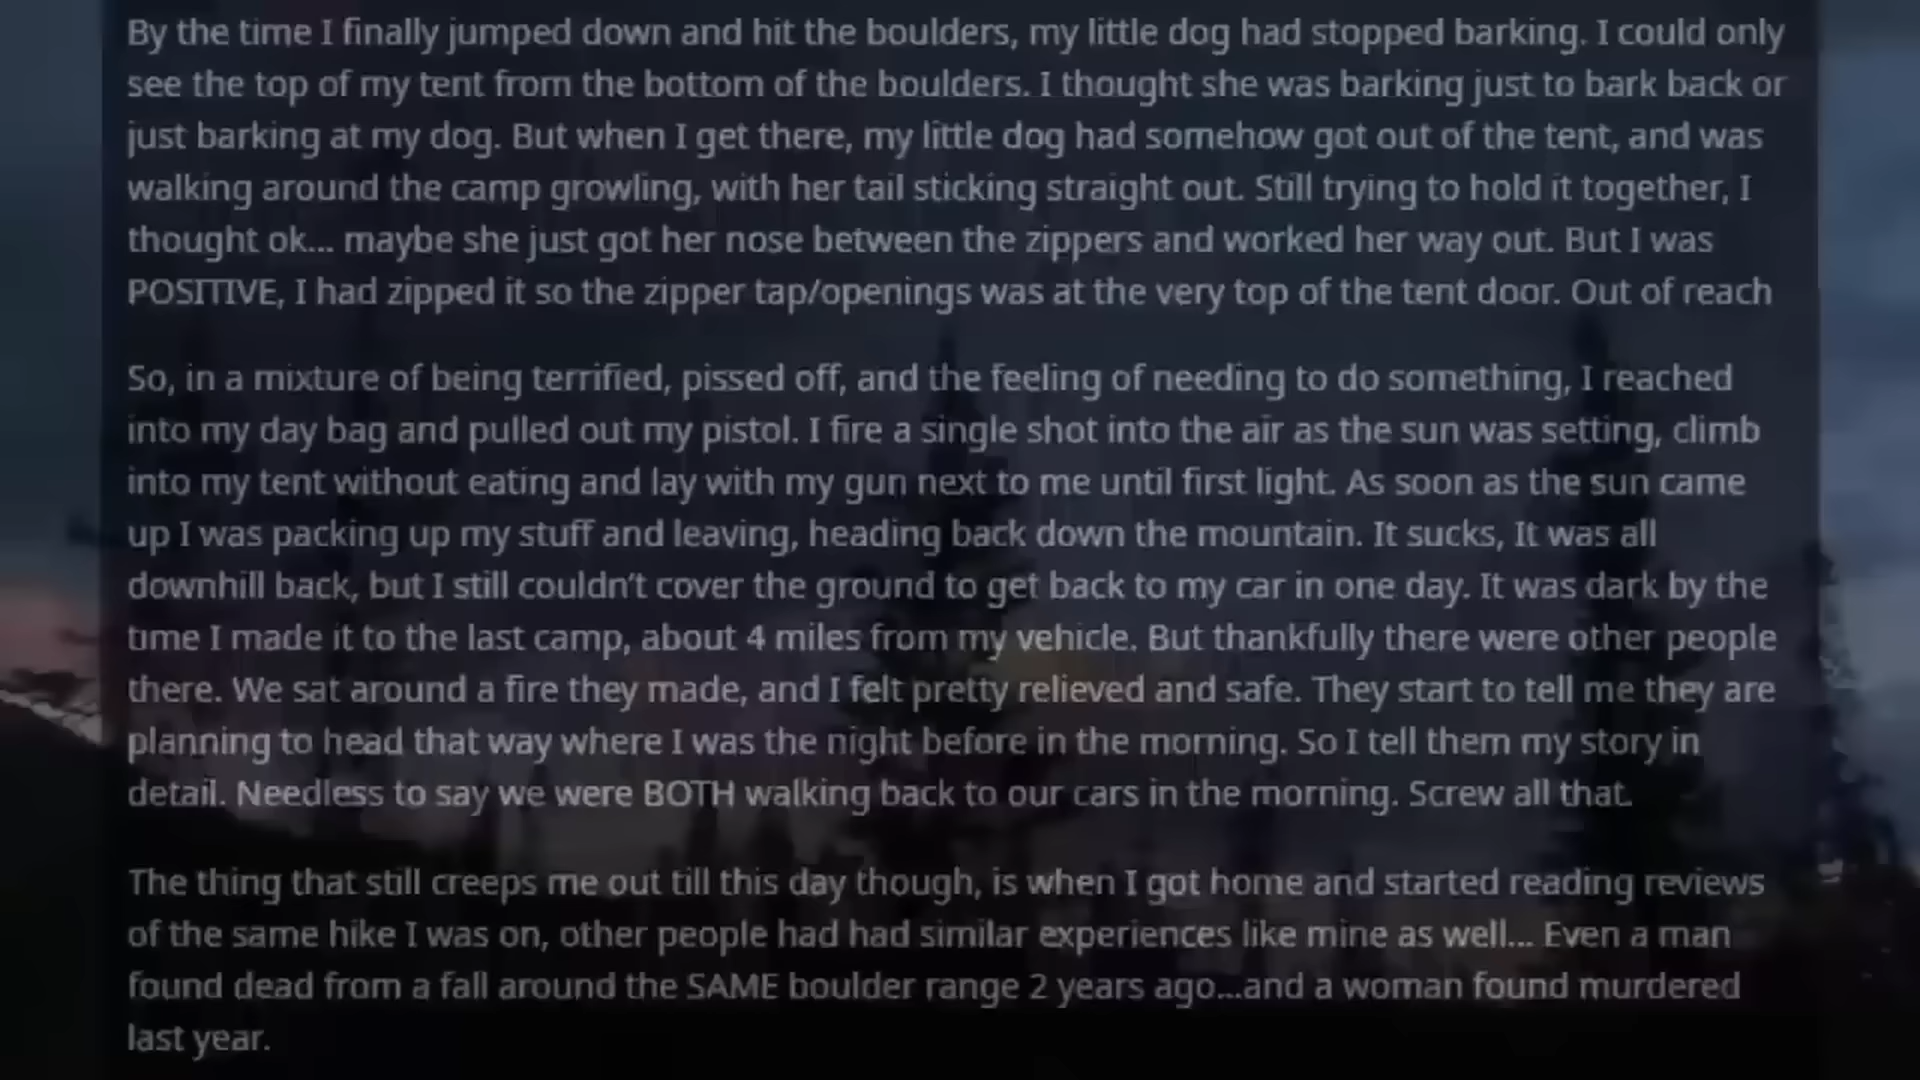 By the time I finally jumped down and hit the boulders, my little dog had stopped barking. I could only
see the top of my tent from the bottom of the boulders. I thought she was barking just to bark back or
just barking at my dog. But when I get there, my little dog had somehow got out of the tent, and was
walking around the camp growling, with her tail sticking straight out. Still trying to hold it together, I
thought ok... maybe she just got her nose between the zippers and worked her way out. But I was
POSITIVE, I had zipped it so the zipper tap/openings was at the very top of the tent door. Out of reach
So, in a mixture of being terrified, pissed off, and the feeling of needing to do something, I reached
into my day bag and pulled out my pistol. I fire a single shot into the air as the sun was setting, climb
into my tent without eating and lay with my gun next to me until first light. As soon as the sun came
up I was packing up my stuff and leaving, heading back down the mountain. It sucks, It was all
downhill back, but I still couldn't cover the ground to get back to my car in one day. It was dark by the
time I made it to the last camp, about 4 miles from my vehicle. But thankfully there were other people
there. We sat around a fire they made, and I felt pretty relieved and safe. They start to tell me they are
planning to head that way where I was the night before in the morning. So I tell them my story in
detail. Needless to say we were BOTH walking back to our cars in the morning. Screw all that.
The thing that still creeps me out till this day though, is when I got home and started reading reviews
of the same hike I was on, other people had had similar experiences like mine as well... Even a man
found dead from a fall around the SAME boulder range 2 years ago...and a woman found murdered
last year.